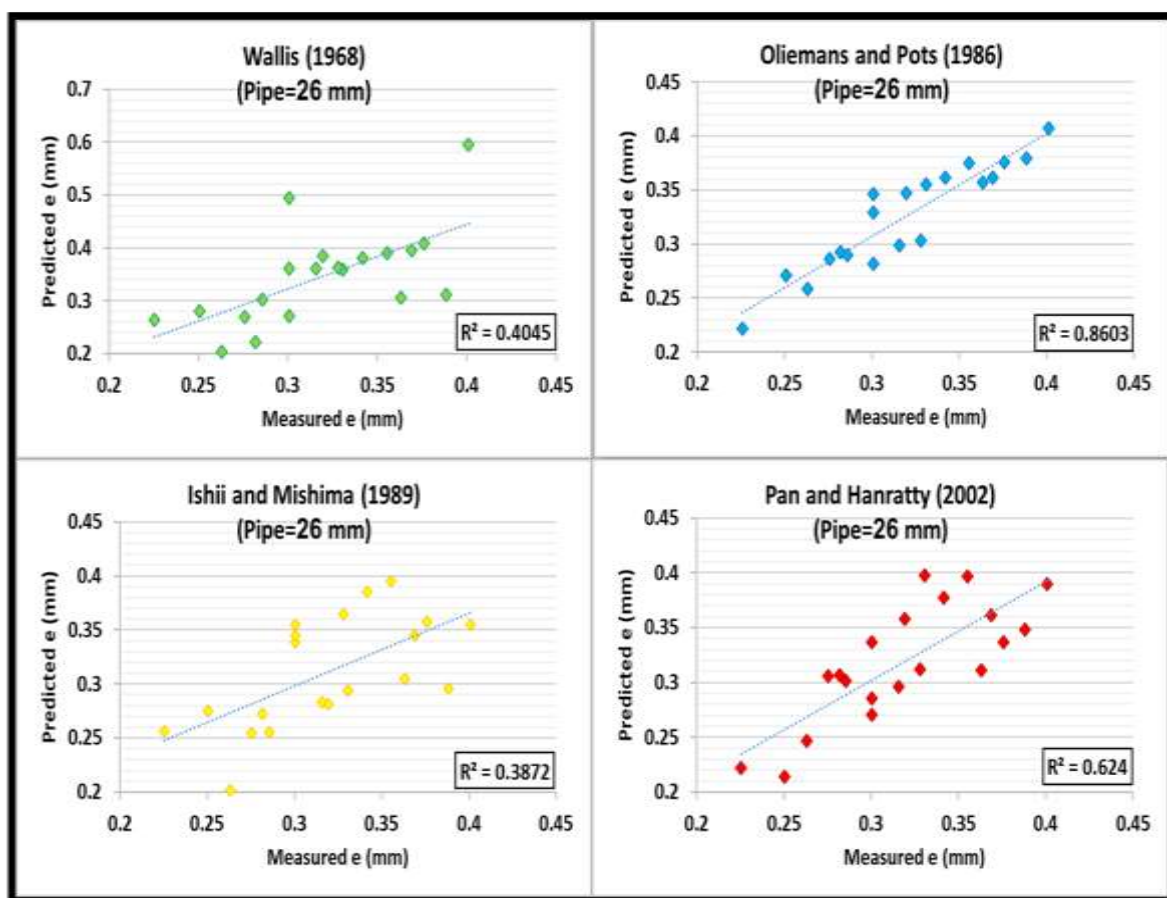 Wallis (1968)
(Pipe=26 mm)
Predicted e (mm)
0.7
0.6
0.5
0.4
0.3
0.2
R² = 0.4045
0.2 0.25 0.3 0.35 0.4 0.45
Measured e (mm)
Oliemans and Pots (1986)
(Pipe=26 mm)
Predicted e (mm)
0.45
0.4
0.35
0.3
0.25
0.2
R² = 0.8603
0.2 0.25 0.3 0.35 0.4 0.45
Measured e (mm)
Ishii and Mishima (1989)
(Pipe=26 mm)
Predicted e (mm)
0.45
0.4
0.35
0.3
0.25
0.2
R² = 0.3872
0.2 0.25 0.3 0.35 0.4 0.45
Measured e (mm)
Pan and Hanratty (2002)
(Pipe=26 mm)
Predicted e (mm)
0.45
0.4
0.35
0.3
0.25
0.2
R² = 0.624
0.2 0.25 0.3 0.35 0.4 0.45
Measured e (mm)